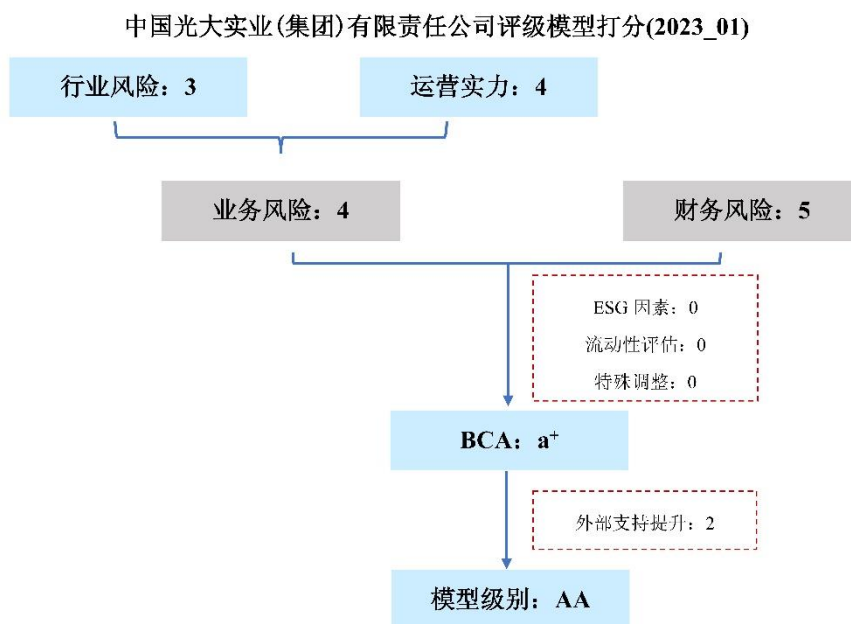 中国光大实业(集团)有限责任公司评级模型打分(2023_01)
行业风险：3
运营实力：4
业务风险：4
财务风险：5
ESG 因素：0
流动性评估：0
特殊调整：0
BCA：a+
外部支持提升：2
模型级别：AA